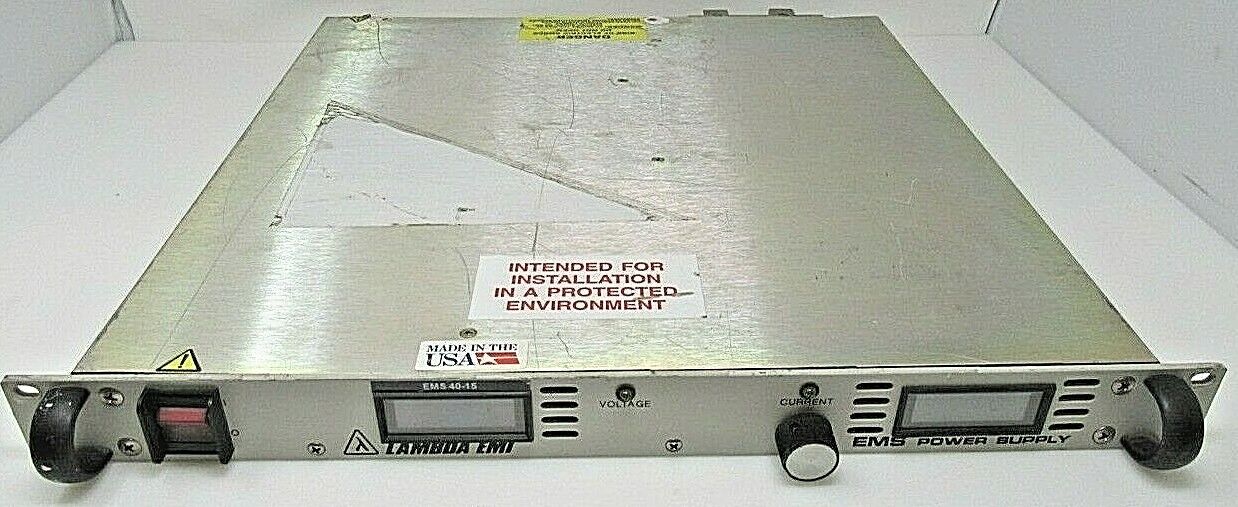 DANGER
INTENDED FOR
INSTALLATION
IN A PROTECTED
ENVIRONMENT
MADE IN THE
USA
EMS 40-15
VOLTAGE
CURRENT
LAMBDA EMI
EMS POWER SUPPLY